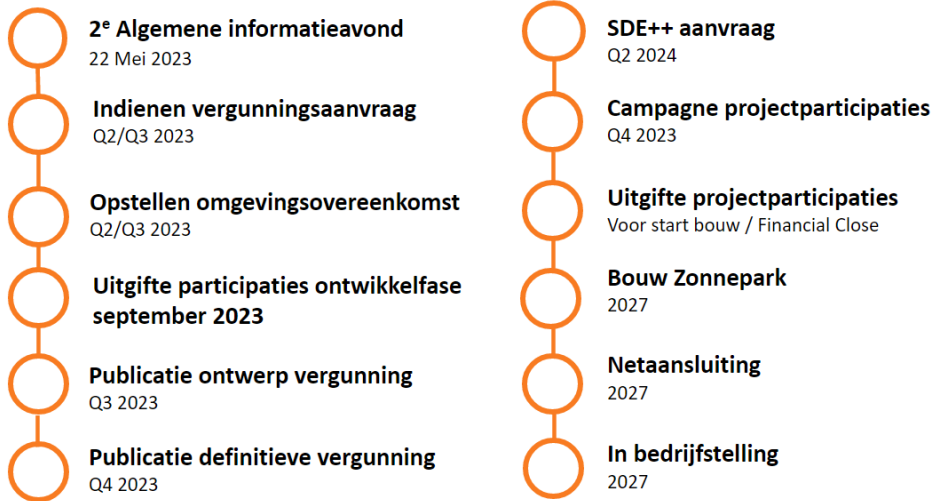 2e Algemene informatieavond
22 Mei 2023
Indienen vergunningsaanvraag
Q2/Q3 2023
Opstellen omgevingsovereenkomst
Q2/Q3 2023
Uitgifte participaties ontwikkelfase
september 2023
Publicatie ontwerp vergunning
Q3 2023
Publicatie definitieve vergunning
Q4 2023
SDE++ aanvraag
Q2 2024
Campagne projectparticipaties
Q4 2023
Uitgifte projectparticipaties
Voor start bouw / Financial Close
Bouw Zonnepark
2027
Netaansluiting
2027
In bedrijfstelling
2027